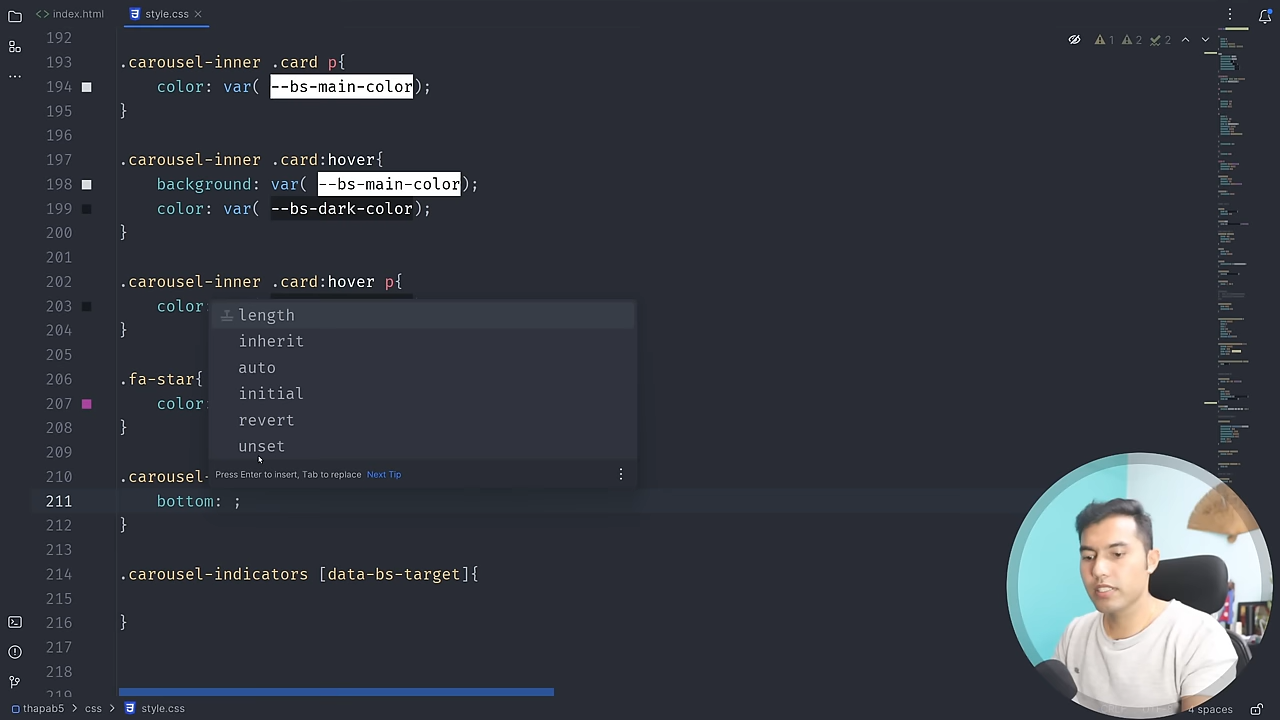 index.html
style.css
192
193 .carousel-inner .card p{
1 2 2
194 color: var( --bs-main-color);
195 }
196
197 .carousel-inner .card:hover{
198 background: var( --bs-main-color);
199 color: var( --bs-dark-color);
200 }
201
202 .carousel-inner .card:hover p{
203 color:
length
204 }
inherit
205
auto
206 .fa-star{
initial
207 color:
revert
208 }
unset
209
Press Enter to insert, Tab to replace Next Tip
210 .carousel-
211 bottom: ;
212 }
213
214 .carousel-indicators [data-bs-target]{
215
216 }
217
218
219
thapab5 > css > style.css
4 spaces